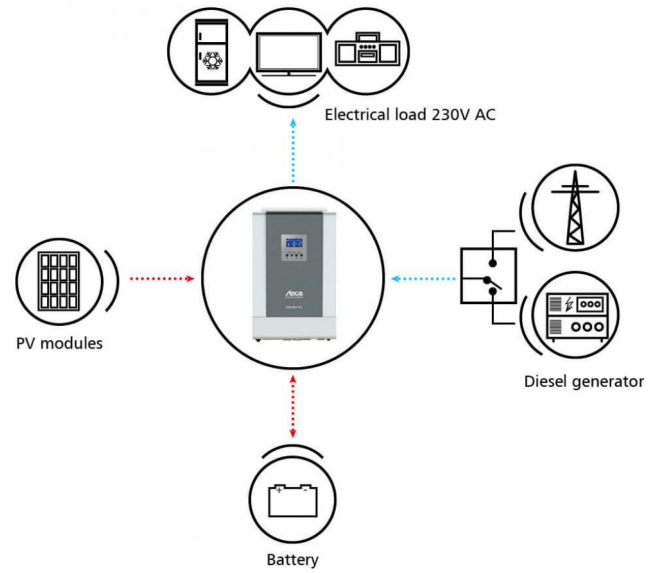 Electrical load 230V AC
Steca
PV modules
Diesel generator
Battery